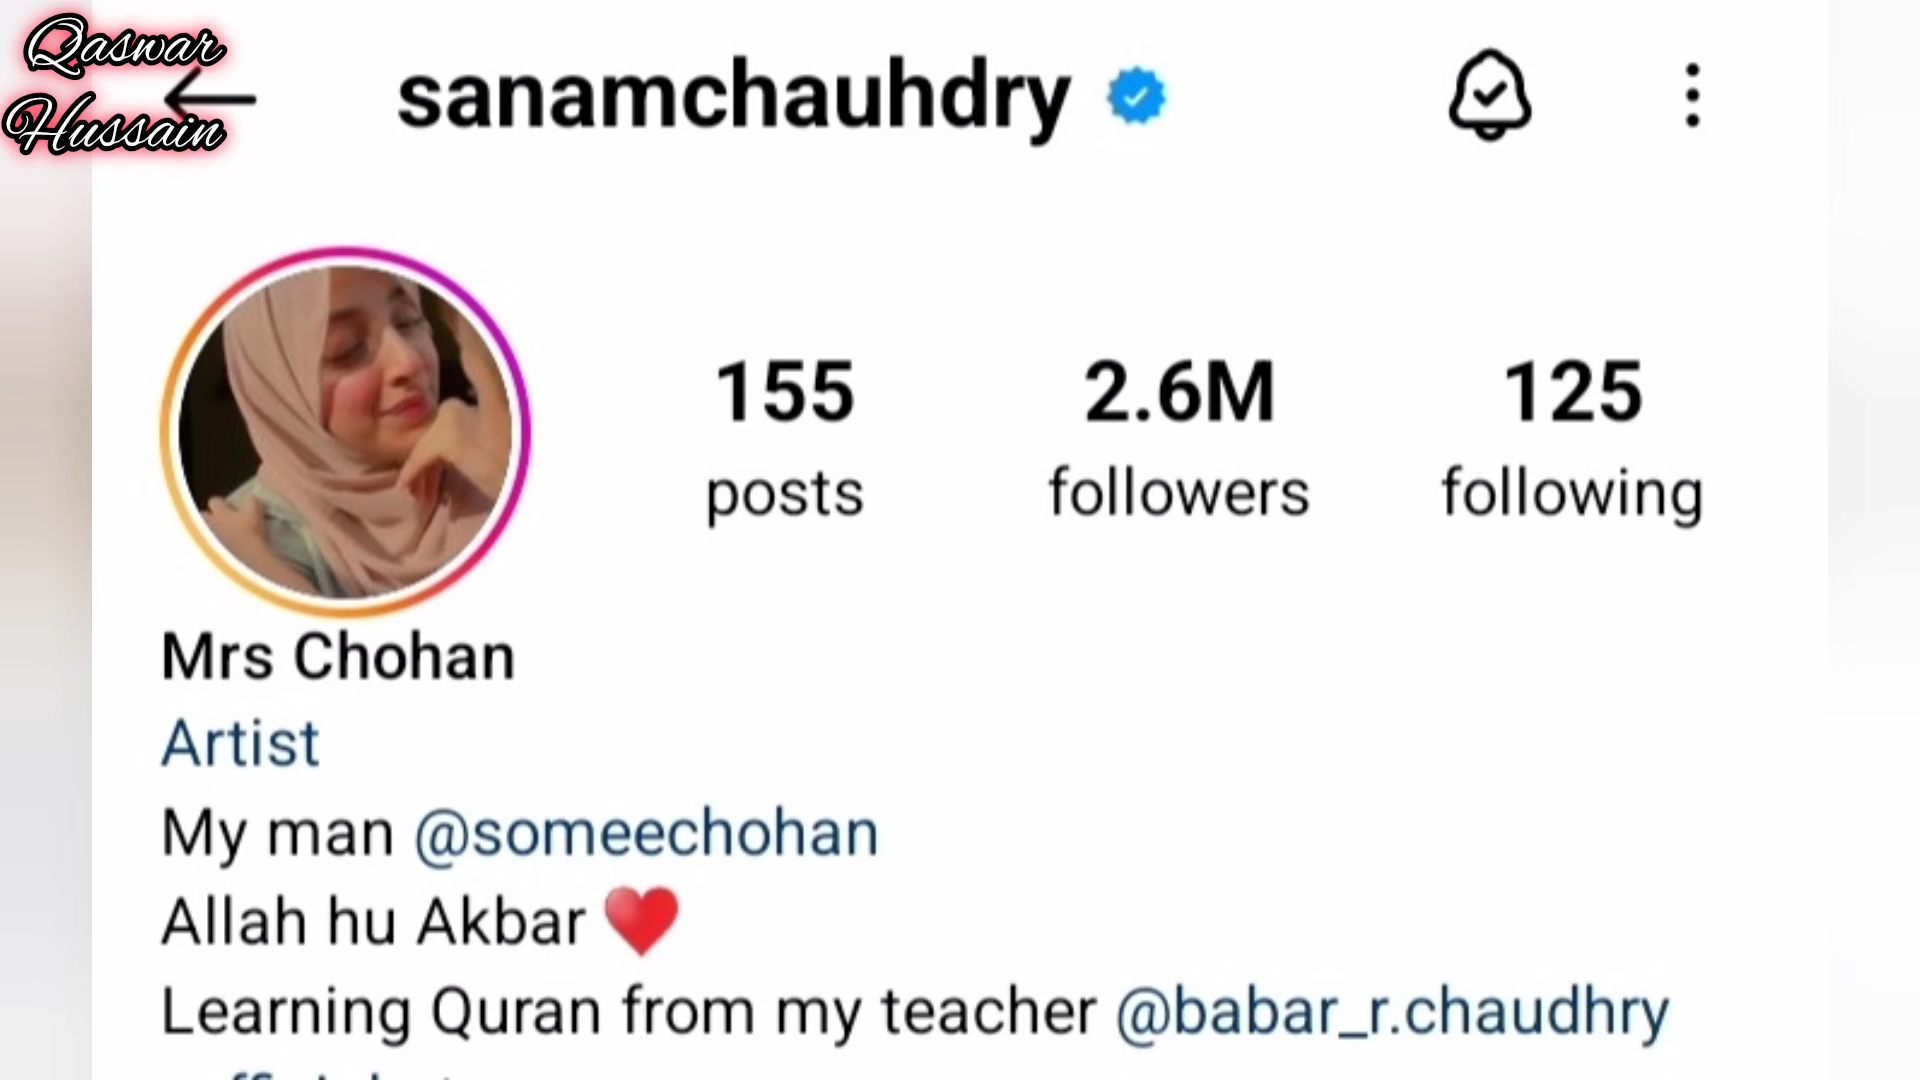 Qaswar
Hussain
sanamchauhdry
155
2.6M
125
posts
followers
following
Mrs Chohan
Artist
My man @someechohan
Allah hu Akbar ♥️
Learning Quran from my teacher @babar_r.chaudhry